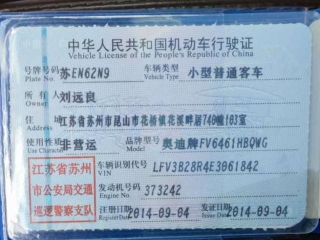 中华人民共和国机动车行驶证
Vehicle License of the People's Republic of China
号牌号码 苏EN62N9 车辆类型 小型普通客车
Plate No. Vehicle Type
所有人 刘远良
Owner
住址 江苏省苏州市昆山市花桥镇花溪畔居740幢103室
Address
使用性质 非营运 品牌型号 奥迪牌FV6461HBQWG
Use Character Model
江苏省苏州
市公安局交通
巡逻警察支队
车辆识别代号 LFV3B28R4E3061842
VIN
发动机号码 373242
Engine No.
注册日期 2014-09-04 发证日期 2014-09-04
Register Date Issue Date